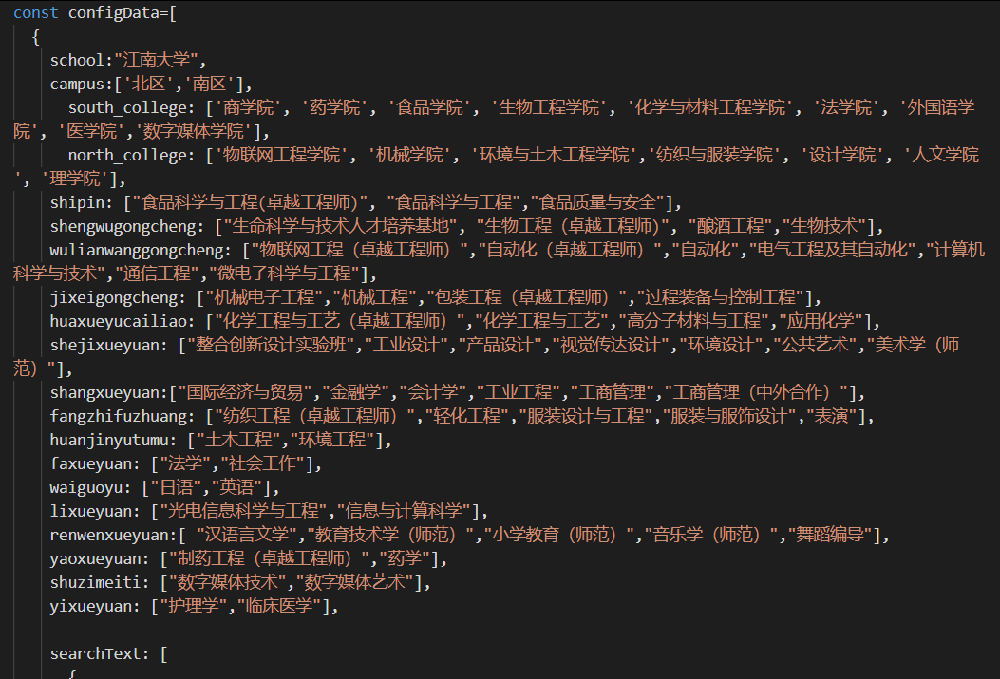 const configData=[
{
school:"江南大学",
campus:['北区','南区'],
south_college: ['商学院', '药学院', '食品学院', '生物工程学院', '化学与材料工程学院', '法学院', '外国语学
院', '医学院','数字媒体学院'],
north_college: ['物联网工程学院', '机械学院', '环境与土木工程学院','纺织与服装学院', '设计学院', '人文学院
', '理学院'],
shipin: ["食品科学与工程(卓越工程师)", "食品科学与工程","食品质量与安全"],
shengwugongcheng: ["生命科学与技术人才培养基地", "生物工程（卓越工程师)", "酿酒工程","生物技术"],
wulianwanggongcheng: ["物联网工程（卓越工程师）","自动化（卓越工程师）","自动化","电气工程及其自动化","计算机
科学与技术","通信工程","微电子科学与工程"],
jixeigongcheng: ["机械电子工程","机械工程","包装工程（卓越工程师）","过程装备与控制工程"],
huaxueyucailiao: ["化学工程与工艺（卓越工程师）","化学工程与工艺","高分子材料与工程","应用化学"],
shejixueyuan: ["整合创新设计实验班","工业设计","产品设计","视觉传达设计","环境设计","公共艺术","美术学（师
范）"],
shangxueyuan:["国际经济与贸易","金融学","会计学","工业工程","工商管理","工商管理（中外合作）"],
fangzhifuzhuang: ["纺织工程（卓越工程师）","轻化工程","服装设计与工程","服装与服饰设计","表演"],
huanjinyutumu: ["土木工程","环境工程"],
faxueyuan: ["法学","社会工作"],
waiguoyu: ["日语","英语"],
lixueyuan: ["光电信息科学与工程","信息与计算科学"],
renwenxueyuan:[ "汉语言文学","教育技术学（师范）","小学教育（师范）","音乐学（师范）","舞蹈编导"],
yaoxueyuan: ["制药工程（卓越工程师）","药学"],
shuzimeiti: ["数字媒体技术","数字媒体艺术"],
yixueyuan: ["护理学","临床医学"],
searchText: [
{